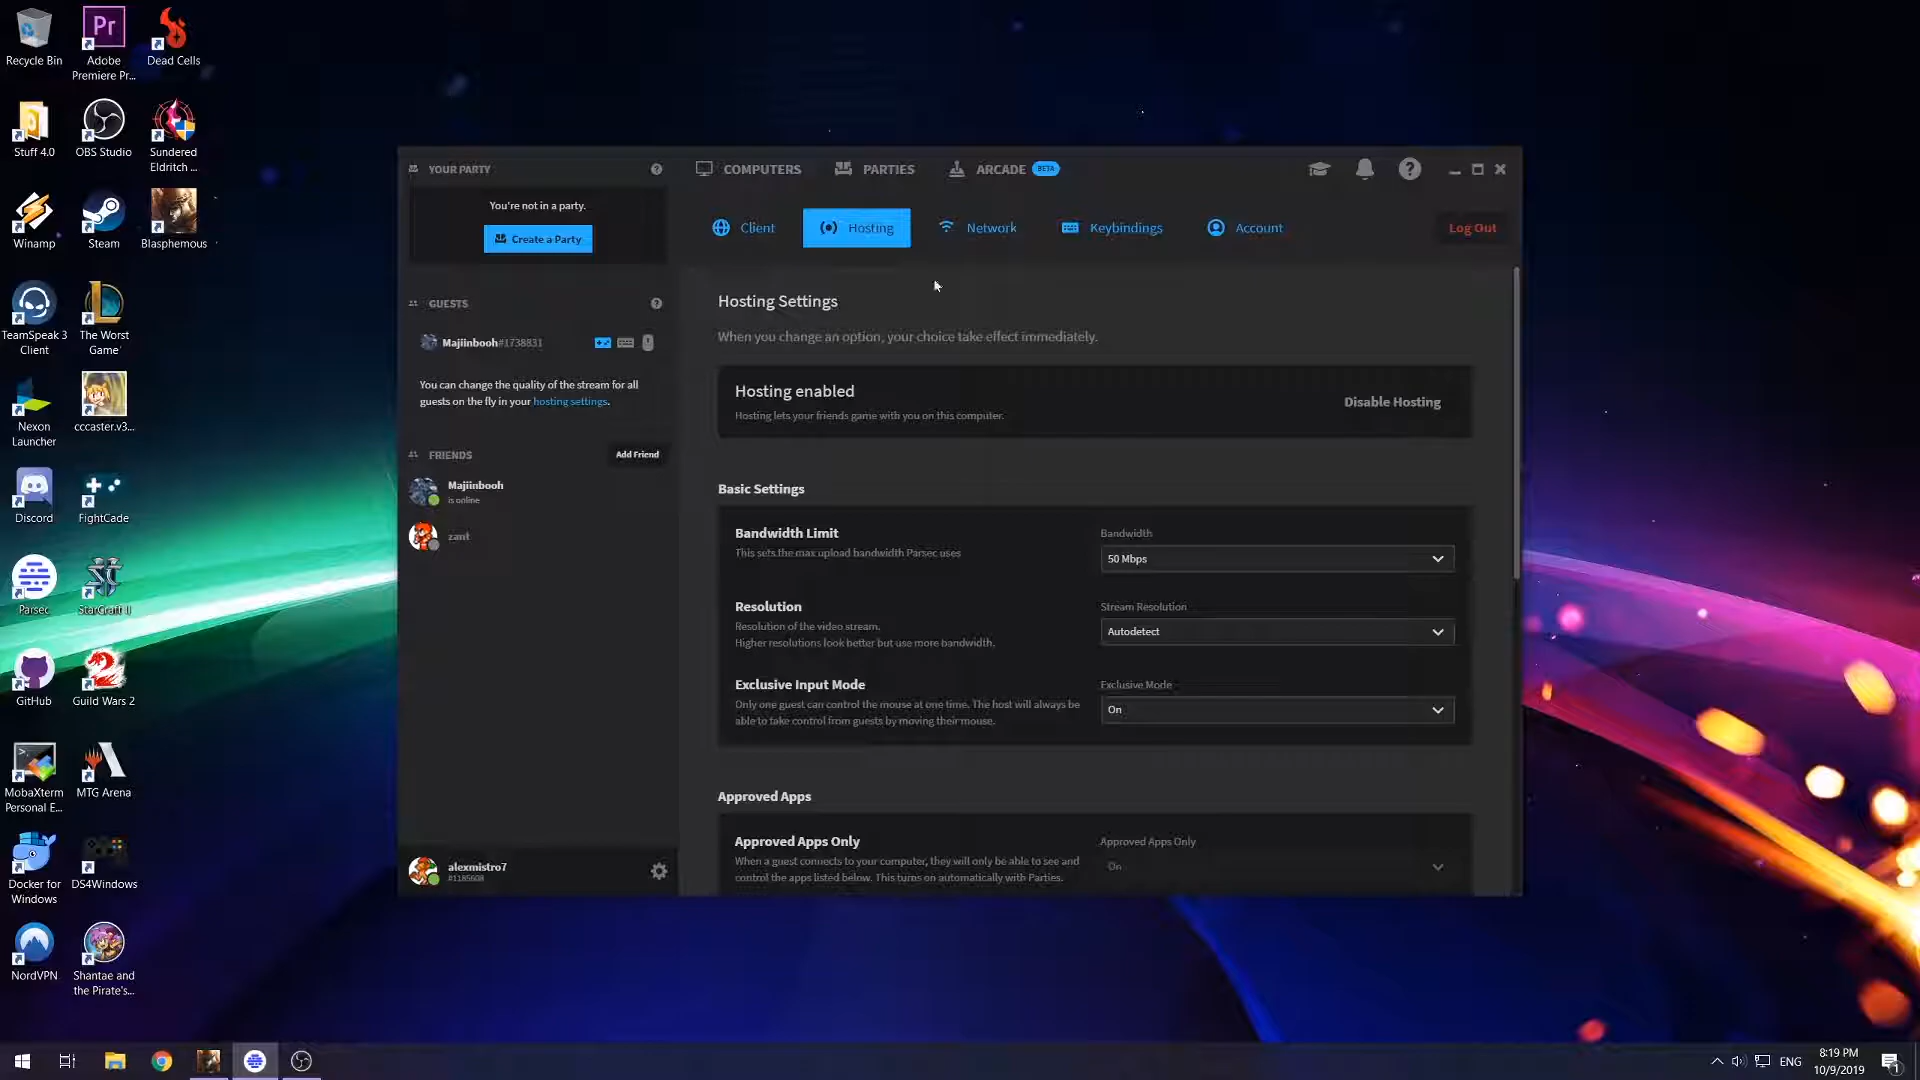 Recycle Bin
Adobe
Premiere Pr...
Dead Cells
Stuff 4.0
OBS Studio
Sundered
Eldritch ...
Winamp
Steam
Blasphemous
TeamSpeak 3
Client
The Worst
Game'
Nexon
Launcher
cccaster.v3...
Discord
FightCade
Parsec
StarCraft II
GitHub
Guild Wars 2
MobaXterm
Personal E...
MTG Arena
Docker for
Windows
DS4Windows
NordVPN
Shantae and
the Pirate's...
YOUR PARTY
You're not in a party.
Create a Party
GUESTS
Majiinbooh#1738831
You can change the quality of the stream for all
guests on the fly in your hosting settings.
FRIENDS
Add Friend
Majiinbooh
is online
zant
alexmistro7
#1185608
COMPUTERS
PARTIES
ARCADE BETA
Client
Hosting
Network
Keybindings
Account
Log Out
Hosting Settings
When you change an option, your choice take effect immediately.
Hosting enabled
Hosting lets your friends game with you on this computer.
Disable Hosting
Basic Settings
Bandwidth Limit
This sets the max upload bandwidth Parsec uses
Bandwidth
50 Mbps
Resolution
Resolution of the video stream.
Higher resolutions look better but use more bandwidth.
Stream Resolution
Autodetect
Exclusive Input Mode
Only one guest can control the mouse at one time. The host will always be
able to take control from guests by moving their mouse.
Exclusive Mode
On
Approved Apps
Approved Apps Only
When a guest connects to your computer, they will only be able to see and
control the apps listed below. This turns on automatically with Parties.
Approved Apps Only
On
ENG
8:19 PM
10/9/2019
1